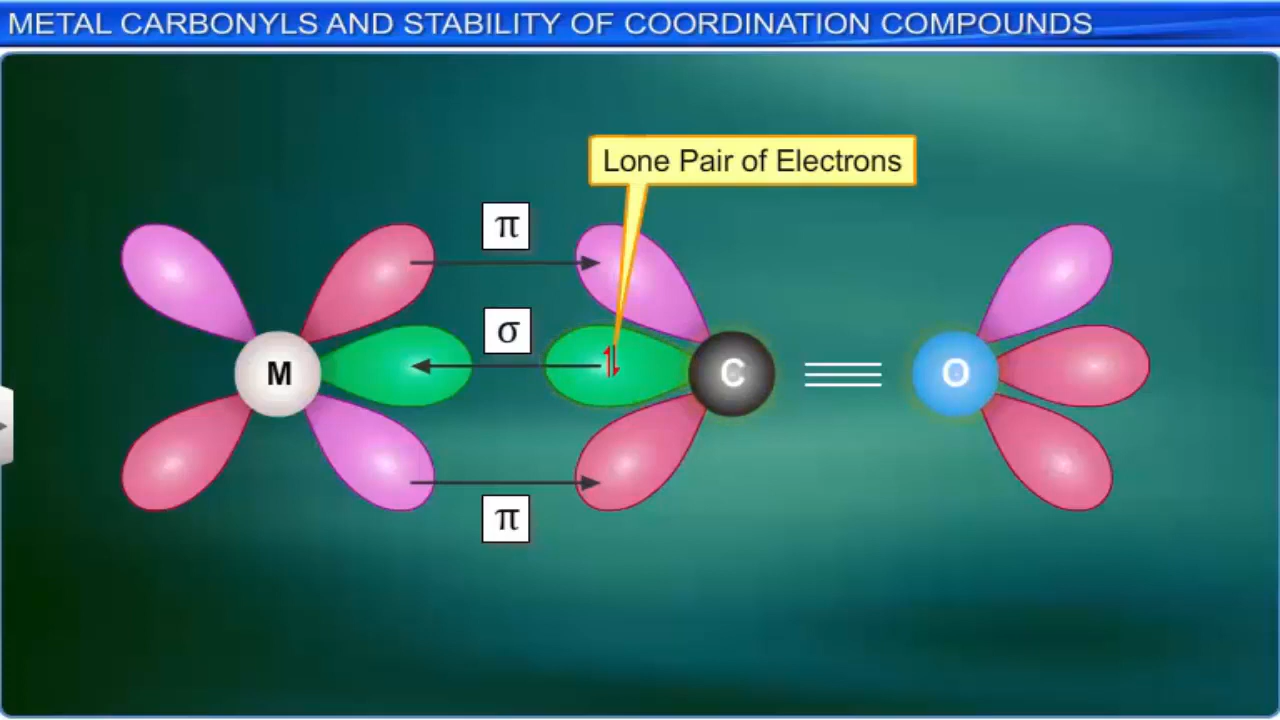 METAL CARBONYLS AND STABILITY OF COORDINATION COMPOUNDS
Lone Pair of Electrons
π
σ
M
C
O
π